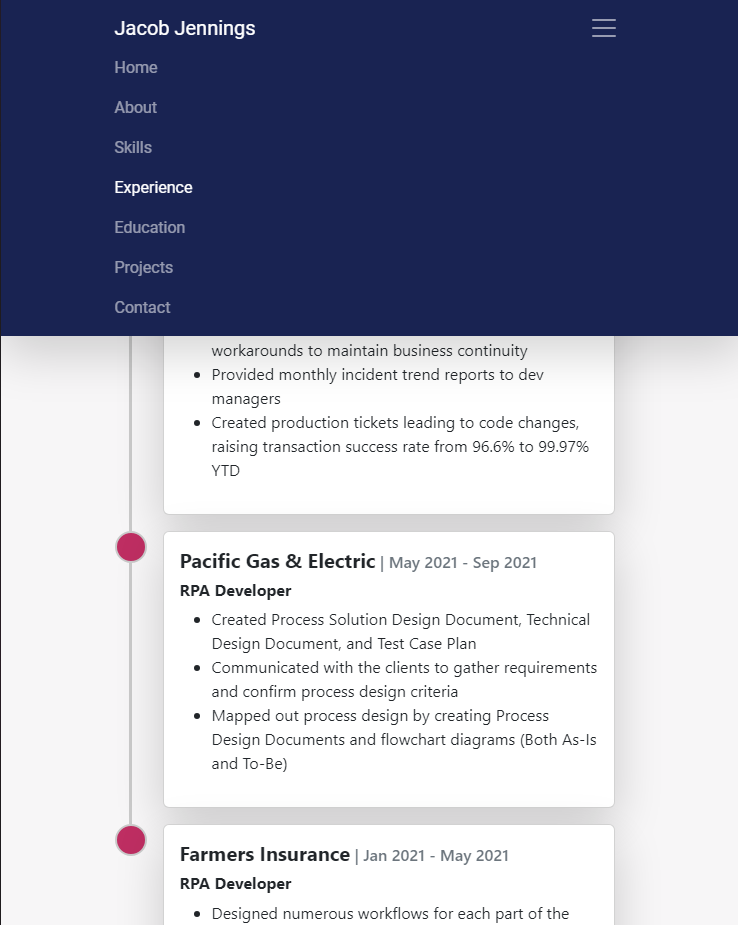 Jacob Jennings
Home
About
Skills
Experience
Education
Projects
Contact
workarounds to maintain business continuity
Provided monthly incident trend reports to dev
managers
Created production tickets leading to code changes,
raising transaction success rate from 96.6% to 99.97%
YTD
Pacific Gas & Electric | May 2021 - Sep 2021
RPA Developer
Created Process Solution Design Document, Technical
Design Document, and Test Case Plan
Communicated with the clients to gather requirements
and confirm process design criteria
Mapped out process design by creating Process
Design Documents and flowchart diagrams (Both As-Is
and To-Be)
Farmers Insurance | Jan 2021 - May 2021
RPA Developer
Designed numerous workflows for each part of the